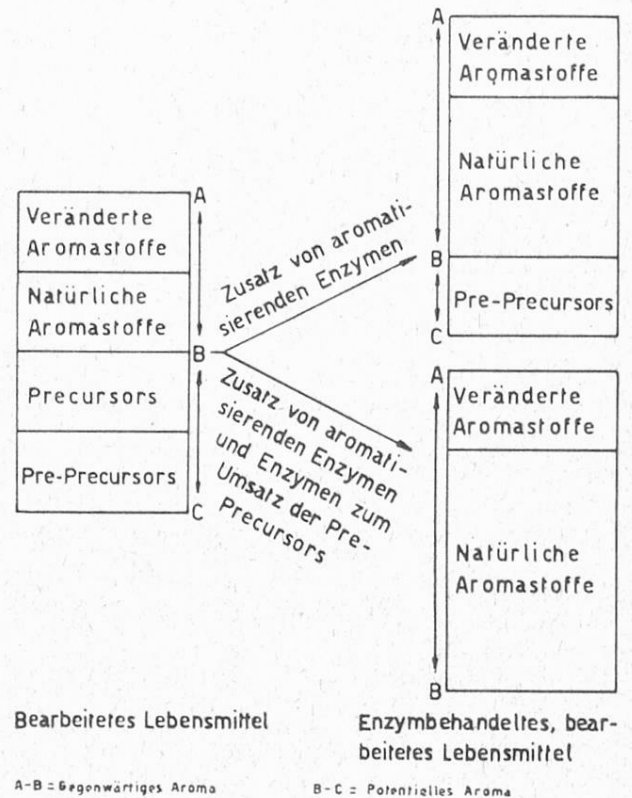 A
Veränderte
Aromastoffe
Natürliche
Aromastoffe
B
Precursors
Pre-Precursors
C
Bearbeitetes Lebensmittel
Zusatz von aromati-
sierenden Enzymen
Zusatz von aromati-
sierenden Enzymen
und Enzymen zum
Umsatz der Pre-
Precursors
A
Veränderte
Aromastoffe
Natürliche
Aromastoffe
B
Pre-Precursors
C
A
Veränderte
Aromastoffe
Natürliche
Aromastoffe
B
Enzymbehandeltes, bear-
beitetes Lebensmittel
A-B = Gegenwärtiges Aroma
B-C = Potentielles Aroma